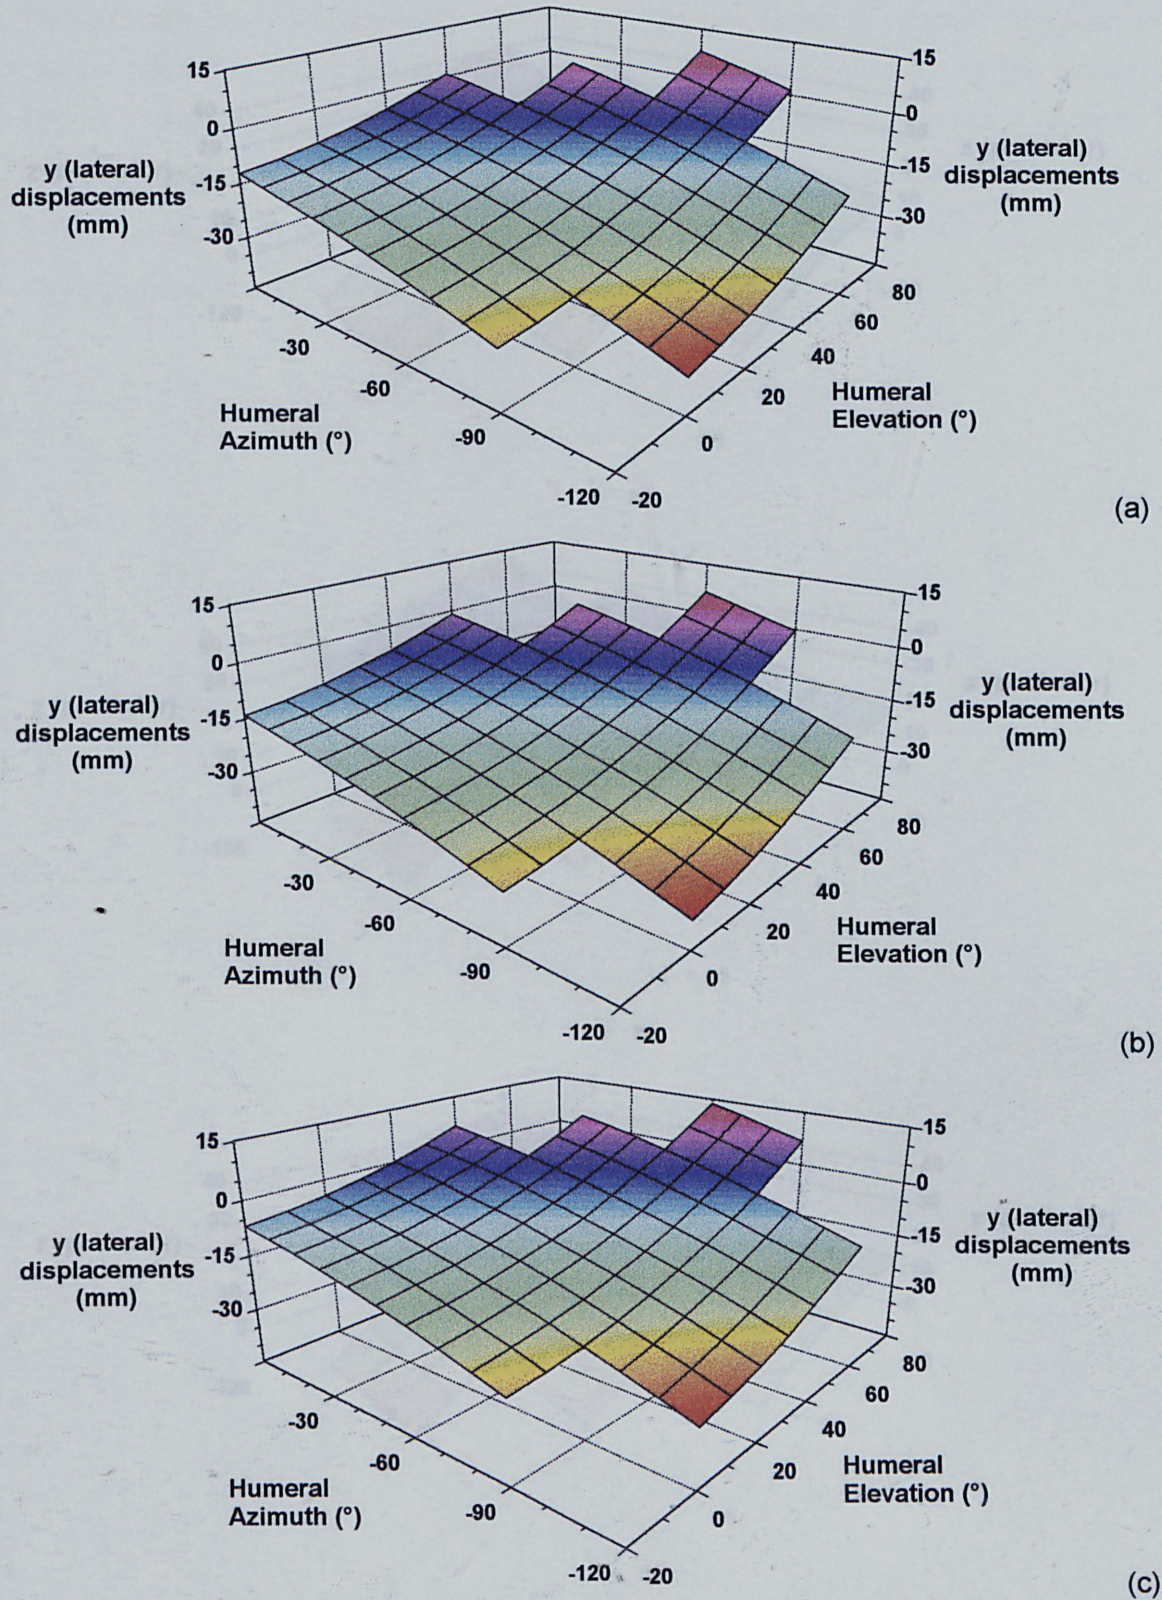 15
0
-15
-30
y (lateral)
displacements
(mm)
15
0
-15
-30
y (lateral)
displacements
(mm)
-30
-60
-90
-120
Humeral
Azimuth (°)
-20
0
20
40
60
80
Humeral
Elevation (°)
(a)
15
0
-15
-30
y (lateral)
displacements
(mm)
15
0
-15
-30
y (lateral)
displacements
(mm)
-30
-60
-90
-120
Humeral
Azimuth (°)
-20
0
20
40
60
80
Humeral
Elevation (°)
(b)
15
0
-15
-30
y (lateral)
displacements
(mm)
15
0
-15
-30
y (lateral)
displacements
(mm)
-30
-60
-90
-120
Humeral
Azimuth (°)
-20
0
20
40
60
80
Humeral
Elevation (°)
(c)